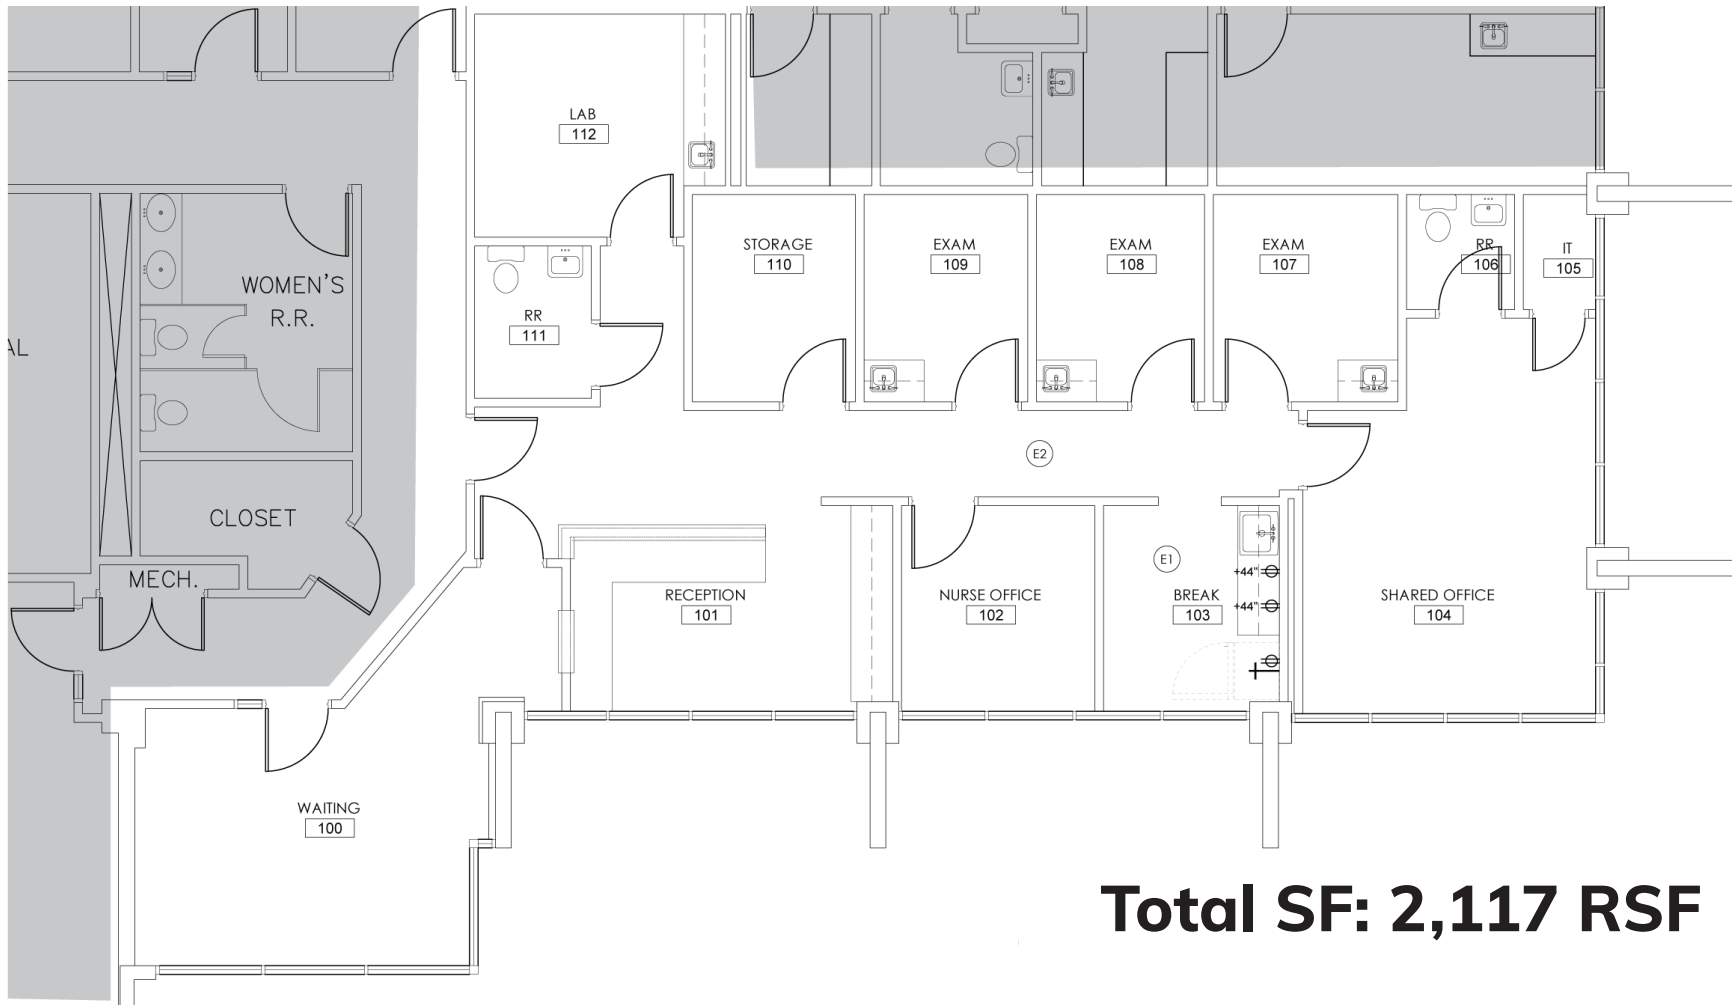 LAB
112
STORAGE
110
EXAM
109
EXAM
108
EXAM
107
RR
106
IT
105
WOMEN'S
R.R.
RR
111
AL
E2
CLOSET
MECH.
E1
+44"
+44"
RECEPTION
101
NURSE OFFICE
102
BREAK
103
SHARED OFFICE
104
WAITING
100
Total SF: 2,117 RSF